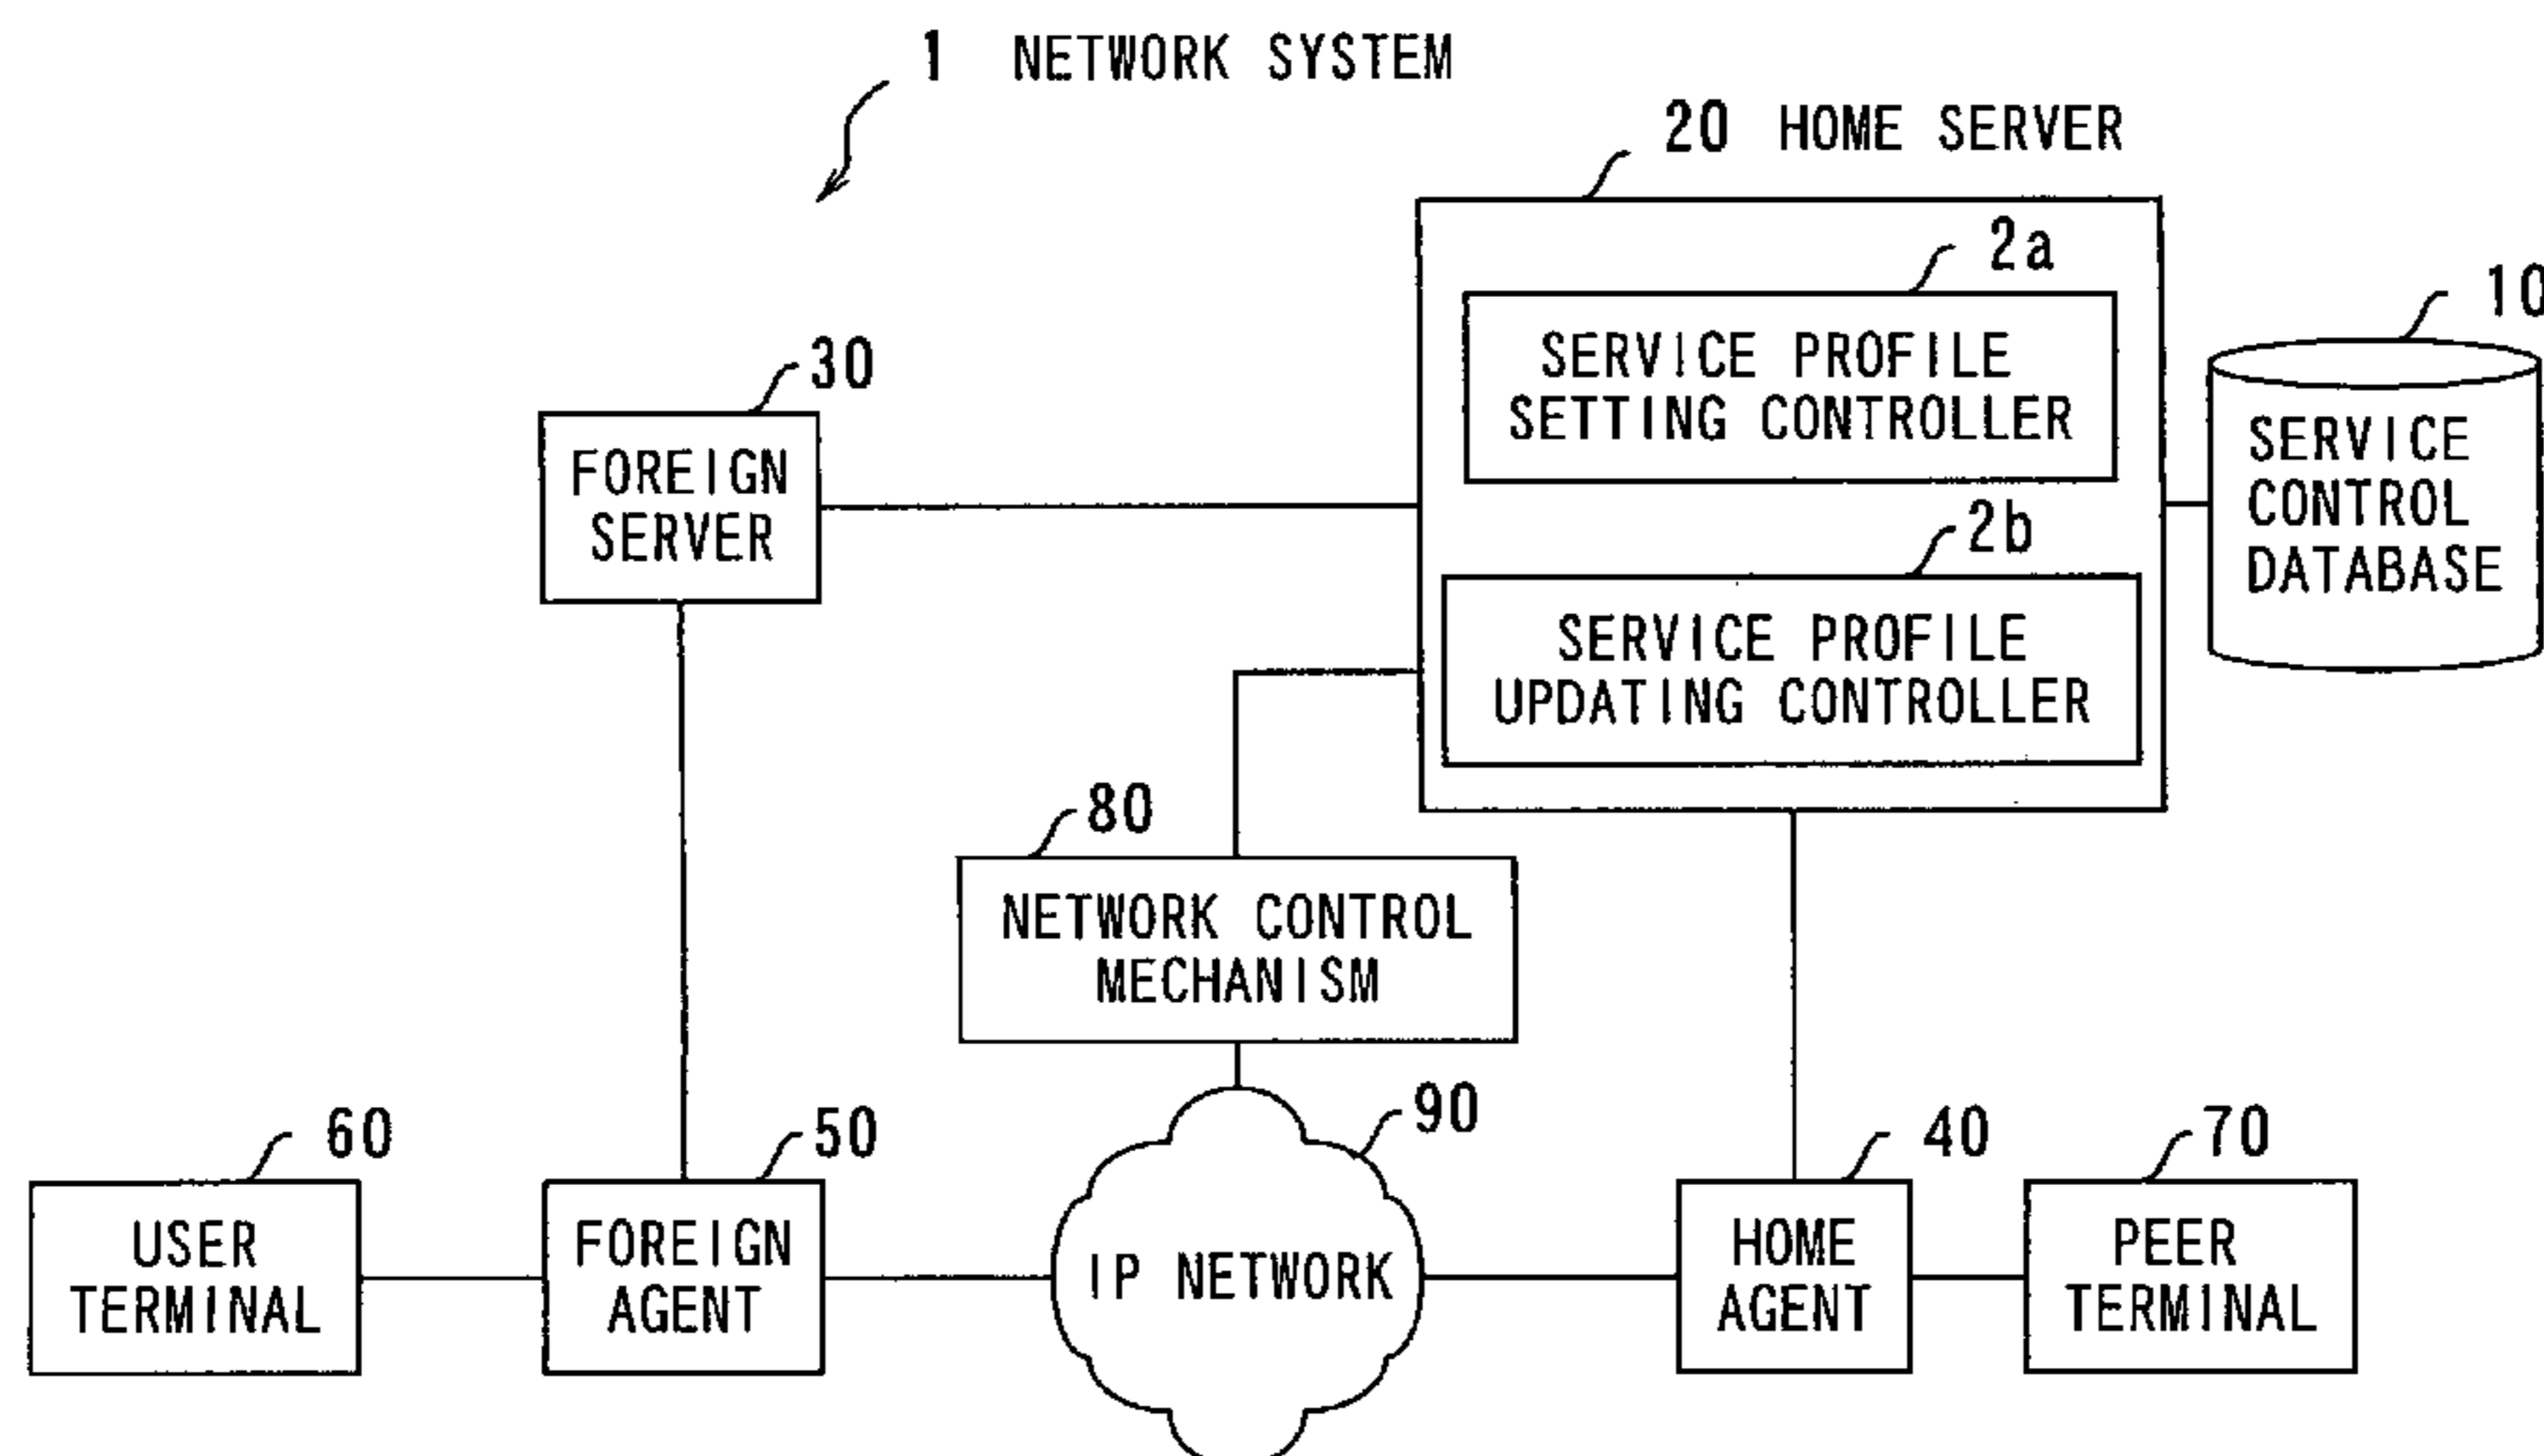 1 NETWORK SYSTEM
20 HOME SERVER
2a
SERVICE PROFILE
SETTING CONTROLLER
10
SERVICE
CONTROL
DATABASE
30
FOREIGN
SERVER
2b
SERVICE PROFILE
UPDATING CONTROLLER
80
NETWORK CONTROL
MECHANISM
60
USER
TERMINAL
50
FOREIGN
AGENT
90
IP NETWORK
40
HOME
AGENT
70
PEER
TERMINAL